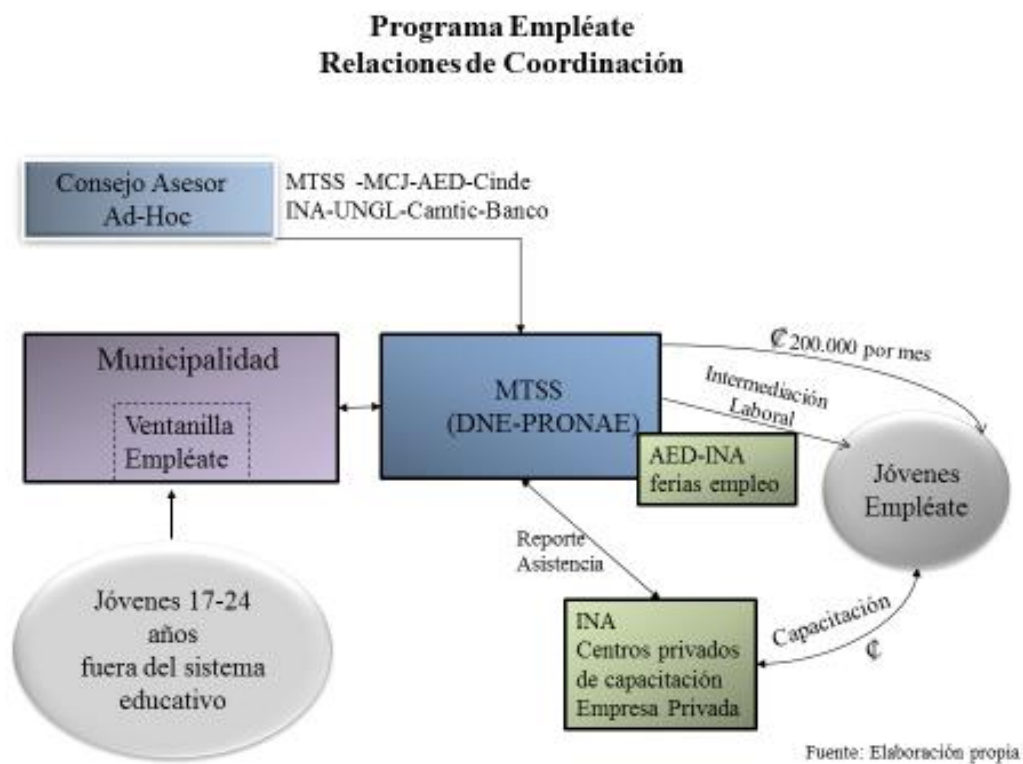 Programa Empléate
Relaciones de Coordinación
Consejo Asesor
Ad-Hoc
MTSS -MCJ-AED-Cinde
INA-UNGL-Camtic-Banco
Municipalidad
Ventanilla
Empléate
MTSS
(DNE-PRONAE)
₡ 200.000 por mes
Intermediación
Laboral
AED-INA
ferias empleo
Jóvenes
Empléate
Reporte
Asistencia
Jóvenes 17-24
años
fuera del sistema
educativo
INA
Centros privados
de capacitación
Empresa Privada
Capacitación
₡
Fuente: Elaboración propia